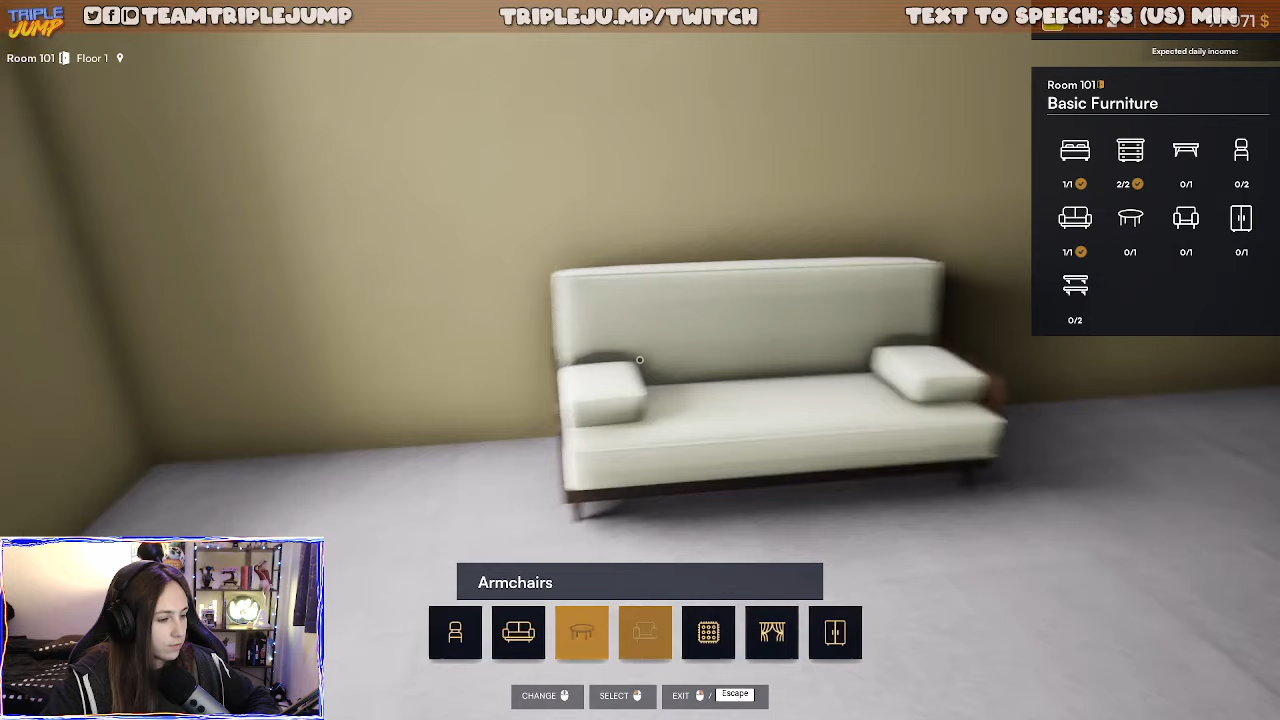 TRIPLE
JUMP
TEAMTRIPLEJUMP
TRIPLEJU.MP/TWITCH
TEXT TO SPEECH: $5 (US) MIN
071 $
Expected daily income:
Room 101 Floor 1
Room 101
Basic Furniture
1/1 2/2 0/1 0/2
1/1 0/1 0/1 0/1
0/2
Armchairs
CHANGE SELECT EXIT / Escape